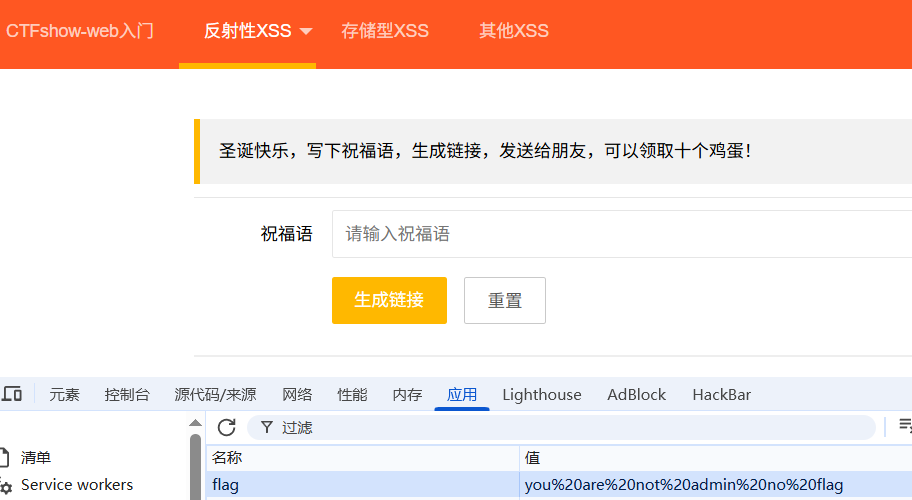 CTFshow-web入门 反射性XSS 存储型XSS 其他XSS
圣诞快乐，写下祝福语，生成链接，发送给朋友，可以领取十个鸡蛋！
祝福语 请输入祝福语
生成链接 重置
元素 控制台 源代码/来源 网络 性能 内存 应用 Lighthouse AdBlock HackBar
过滤
清单 名称 值
Service workers flag you%20are%20not%20admin%20no%20flag